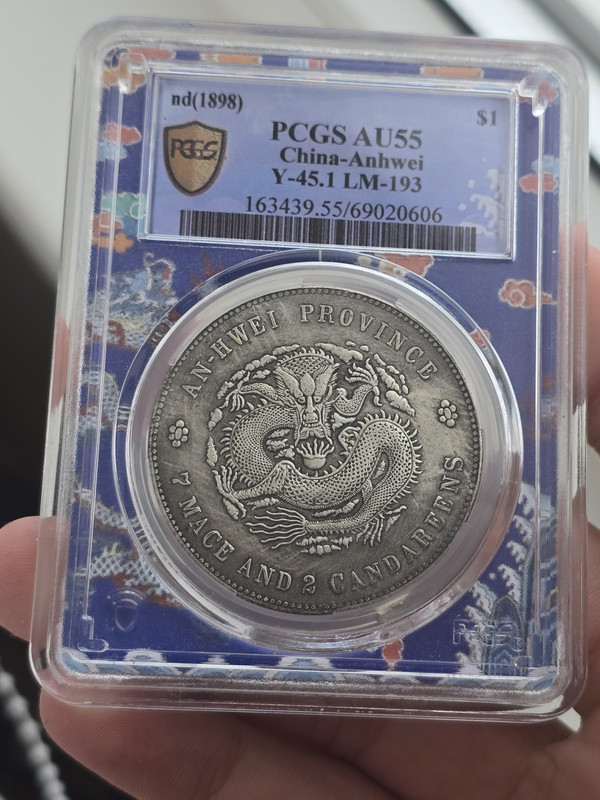 nd(1898)
$1
PCGS
PCGS AU55
China-Anhwei
Y-45.1 LM-193
163439.55/69020606
AN-HWEI PROVINCE
7 MACE AND 2 CANDAREENS
PCGS